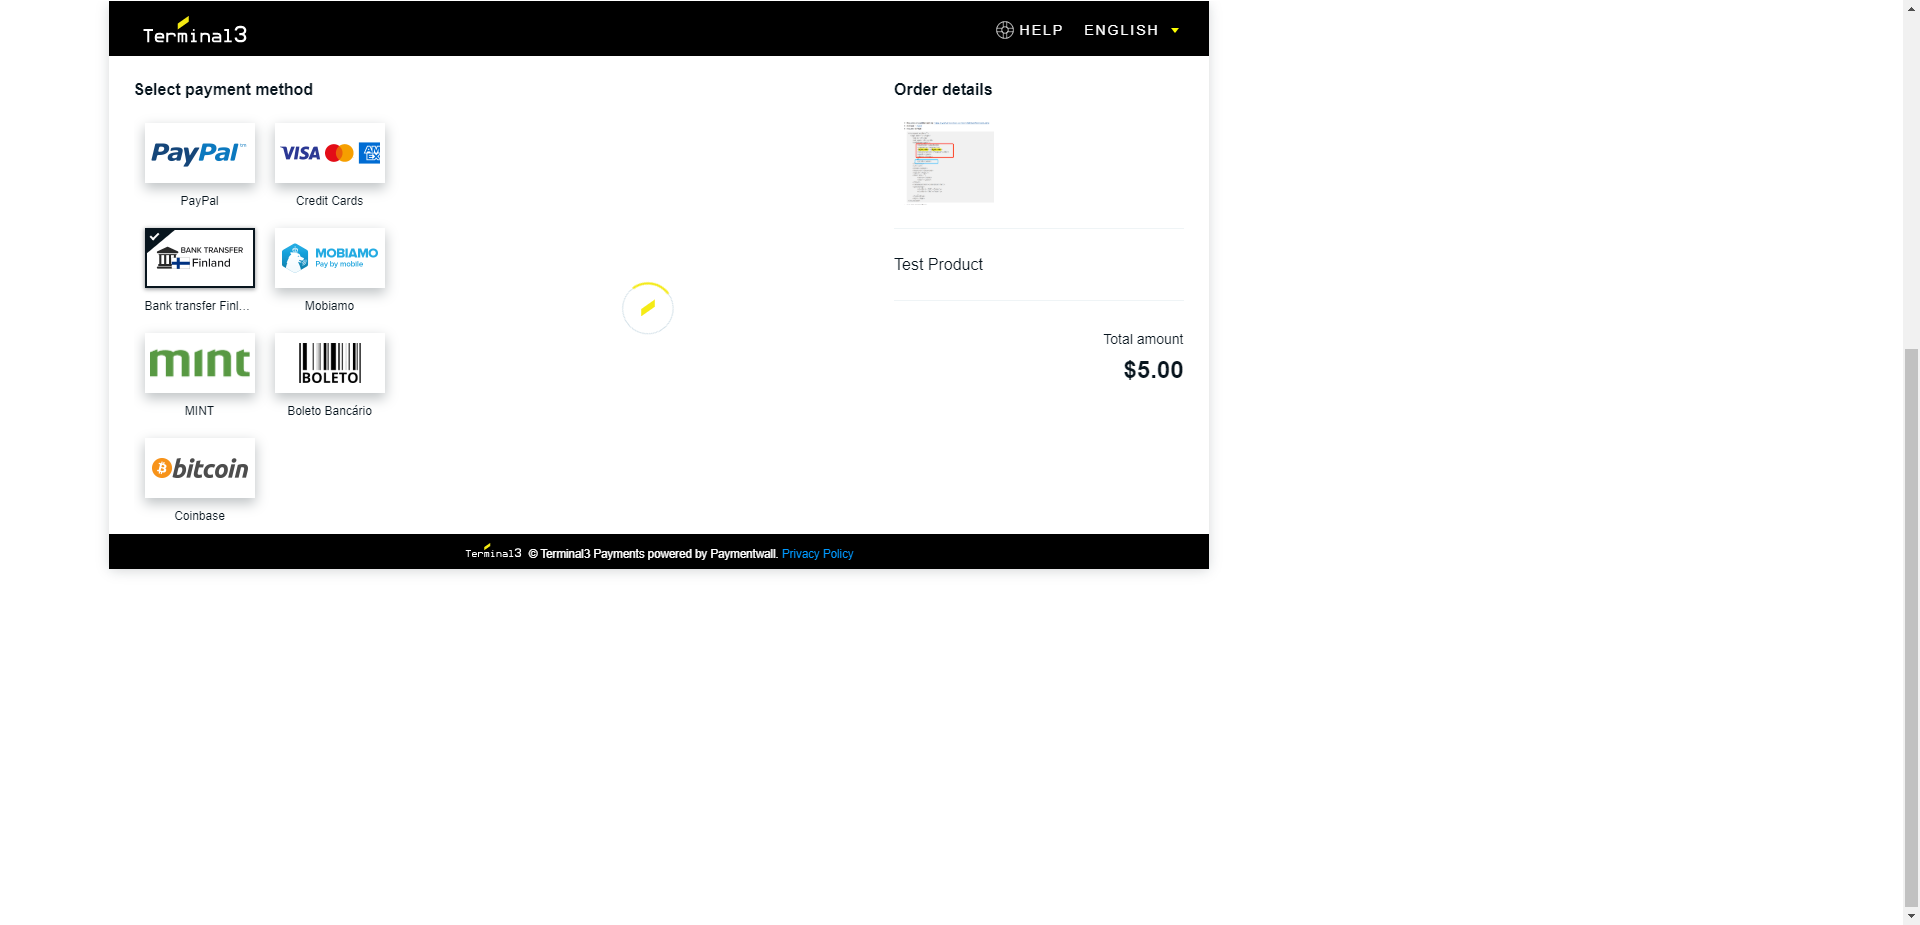 Terminal3
HELP
ENGLISH
Select payment method
Order details
PayPal™
VISA
AM
EX
PayPal
Credit Cards
BANK TRANSFER
Finland
MOBIAMO
Pay by mobile
Bank transfer Finl...
Mobiamo
Test Product
mint
BOLETO
MINT
Boleto Bancário
Total amount
$5.00
bitcoin
Coinbase
Terminal3 © Terminal3 Payments powered by Paymentwall. Privacy Policy